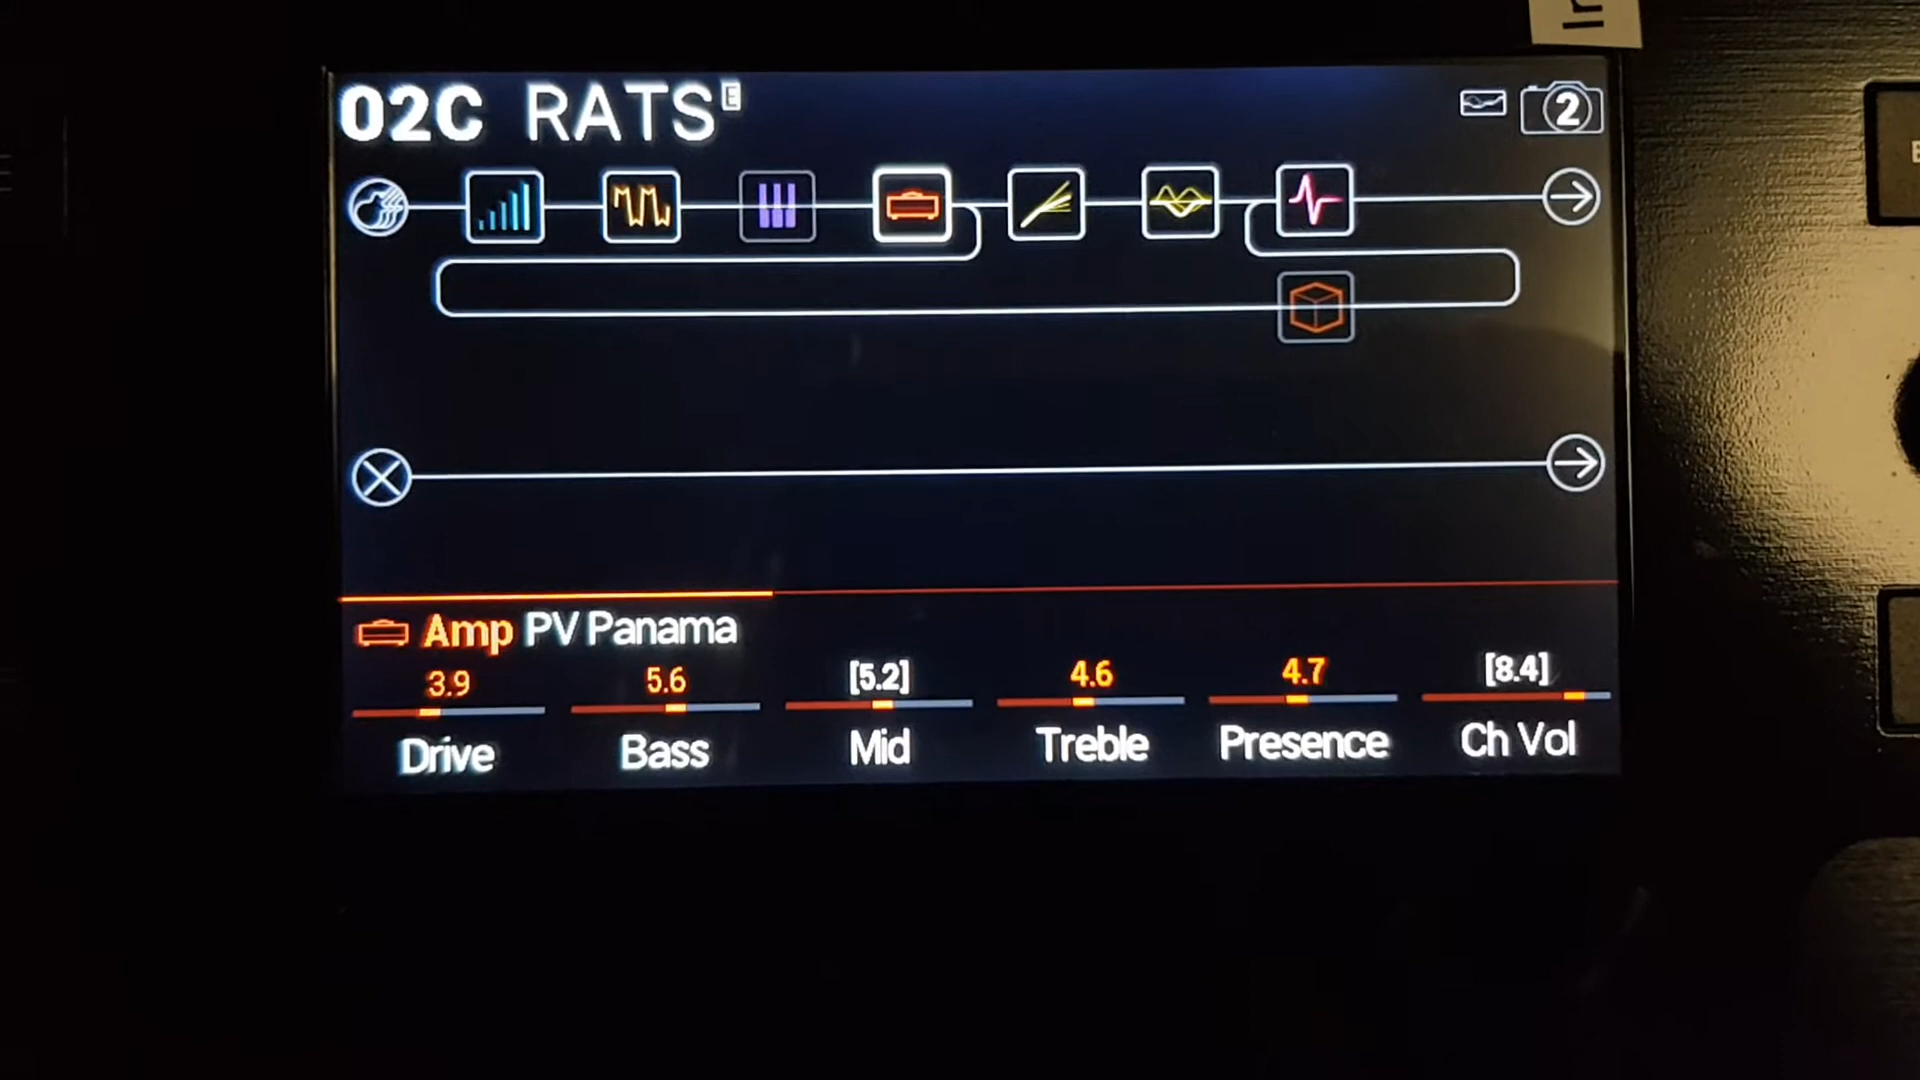 02C RATS E
2
Amp PV Panama
3.9 5.6 [5.2] 4.6 4.7 [8.4]
Drive Bass Mid Treble Presence Ch Vol